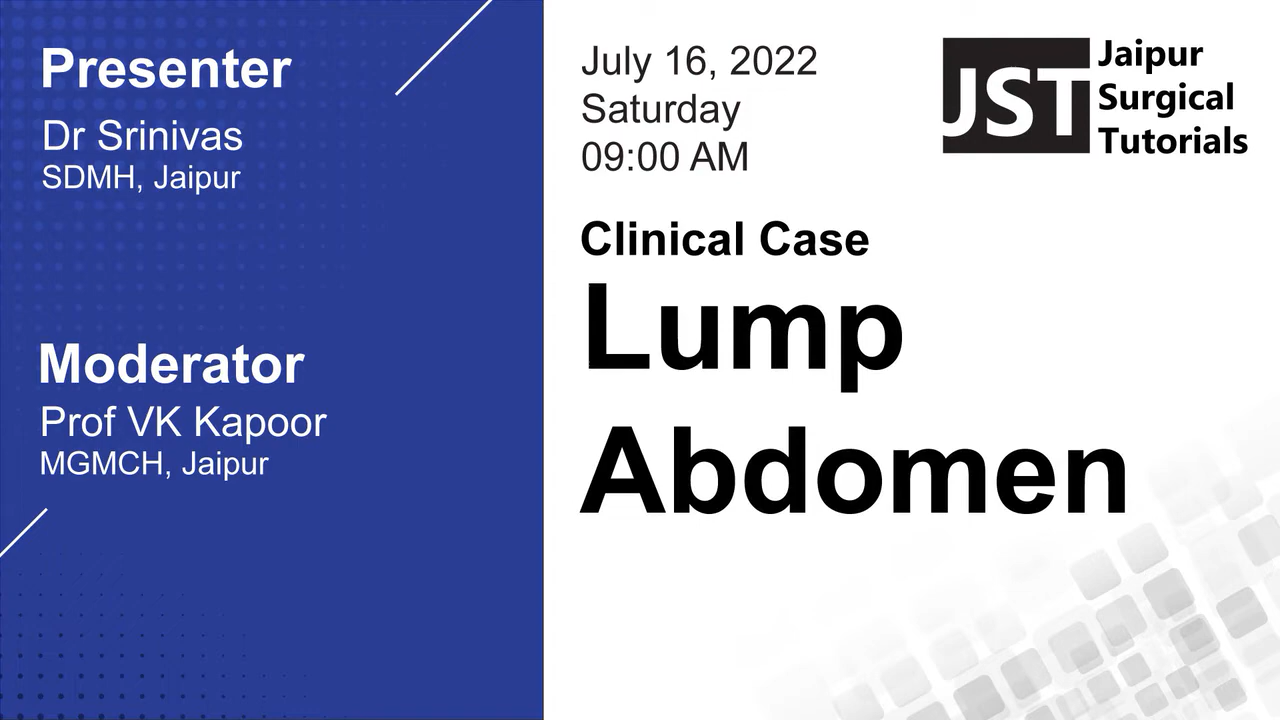 Presenter
Dr Srinivas
SDMH, Jaipur
Moderator
Prof VK Kapoor
MGMCH, Jaipur
July 16, 2022
Saturday
09:00 AM
JST
Jaipur
Surgical
Tutorials
Clinical Case
Lump
Abdomen